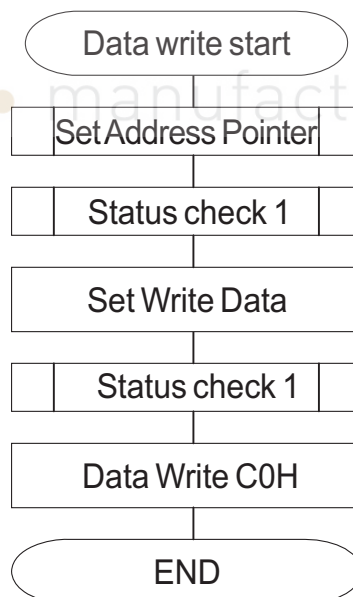 Data write start
manufact
Set Address Pointer
Status check 1
Set Write Data
Status check 1
Data Write C0H
END